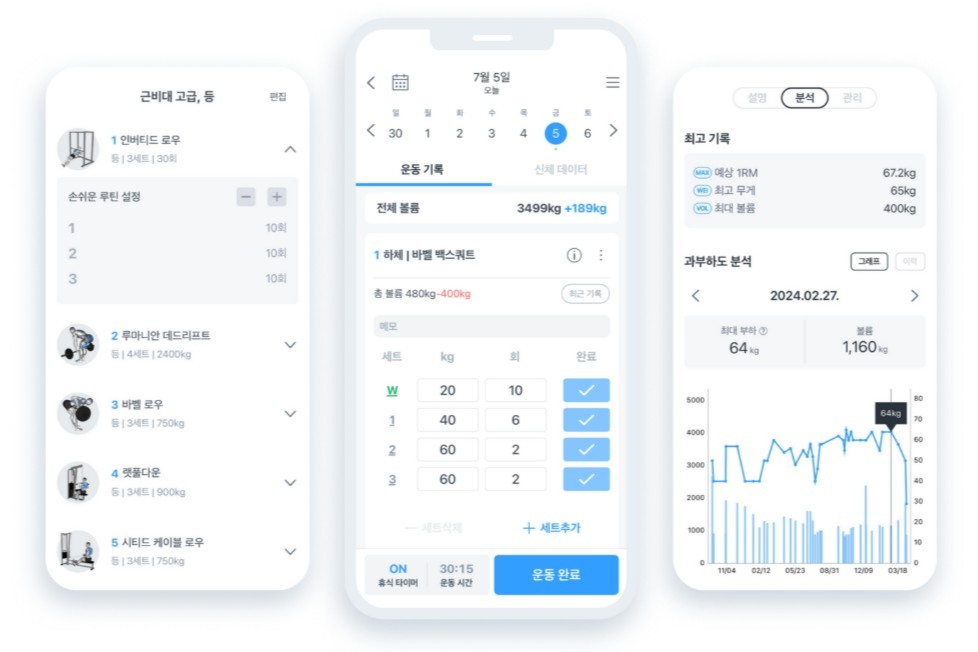 근비대 고급, 등
편집
1 인버티드 로우
등 | 3세트 | 30회
손쉬운 루틴 설정
1 10회
2 10회
3 10회
2 루마니안 데드리프트
등 | 4세트 | 2400kg
3 바벨 로우
등 | 3세트 | 750kg
4 랫풀다운
등 | 3세트 | 900kg
5 시티드 케이블 로우
등 | 3세트 | 750kg
7월 5일
오늘
일 월 화 수 목 금 토
30 1 2 3 4 5 6
운동 기록 신체 데이터
전체 볼륨 3499kg +189kg
1 하체 | 바벨 백스쿼트
총 볼륨 480kg-400kg 최근 기록
메모
세트 kg 회 완료
W 20 10
1 40 6
2 60 2
3 60 2
세트삭제 세트추가
ON 30:15
휴식 타이머 운동 시간
운동 완료
설명 분석 관리
최고 기록
MAX 예상 1RM 67.2kg
WEI 최고 무게 65kg
VOL 최대 볼륨 400kg
과부하도 분석 그래프 이력
2024.02.27.
최대 부하 볼륨
64kg 1,160kg
64kg
5000 80
4000 70
3000 60
2000 50
1000 40
0 30
20
10
0
11/04 02/12 05/23 08/31 12/09 03/18